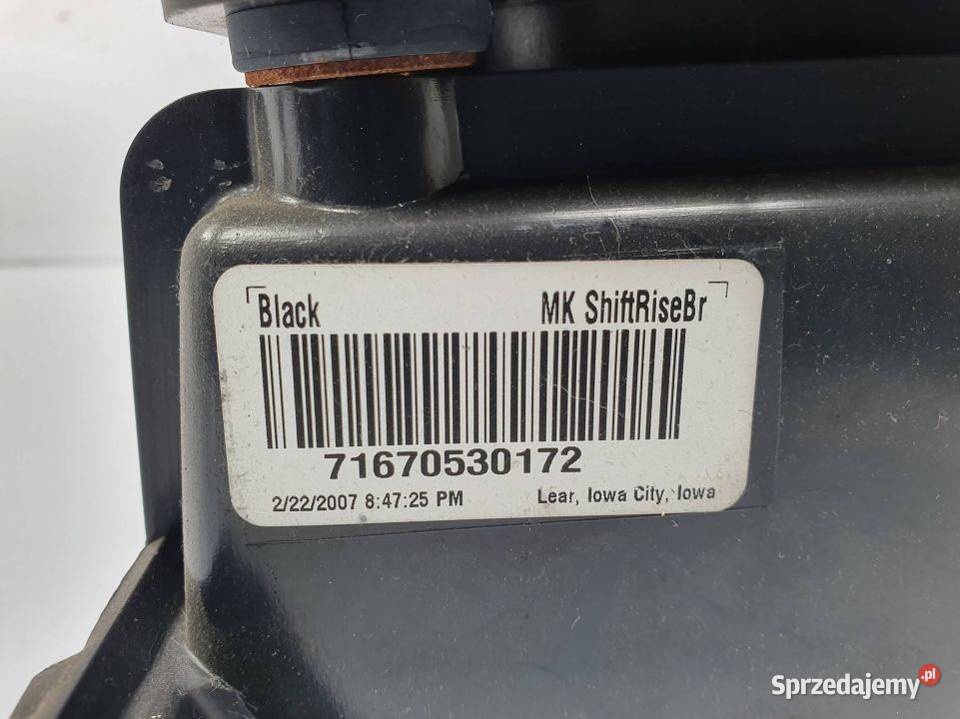 Black MK ShiftRiseBr
71670530172
2/22/2007 8:47:25 PM Lear, Iowa City, Iowa
Sprzedajemy.pl